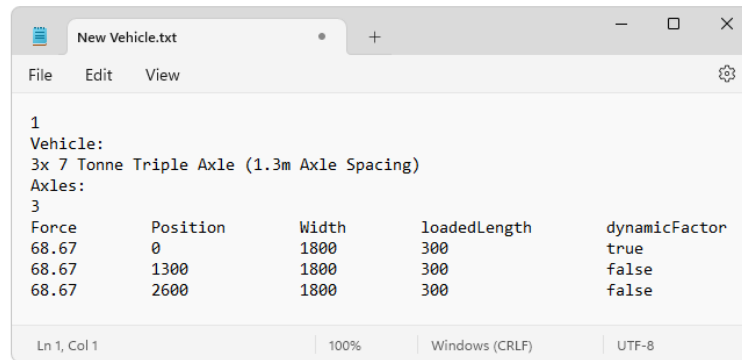 New Vehicle.txt
File Edit View
1
Vehicle:
3x 7 Tonne Triple Axle (1.3m Axle Spacing)
Axles:
3
Force Position Width loadedLength dynamicFactor
68.67 0 1800 300 true
68.67 1300 1800 300 false
68.67 2600 1800 300 false
Ln 1, Col 1 100% Windows (CRLF) UTF-8